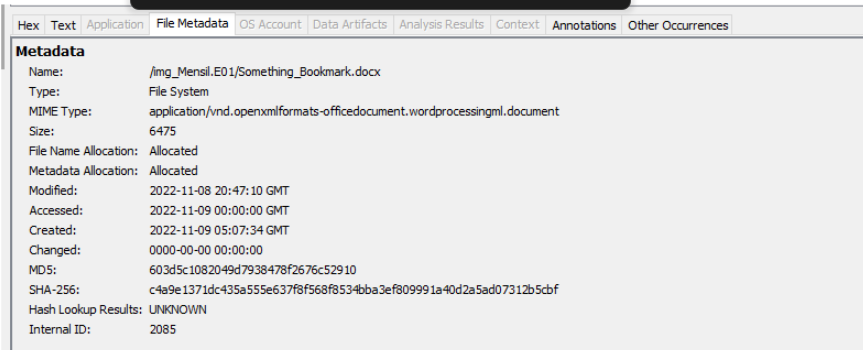 Hex Text Application File Metadata OS Account Data Artifacts Analysis Results Context Annotations Other Occurrences
Metadata
Name: /img_Mensil.E01/Something_Bookmark.docx
Type: File System
MIME Type: application/vnd.openxmlformats-officedocument.wordprocessingml.document
Size: 6475
File Name Allocation: Allocated
Metadata Allocation: Allocated
Modified: 2022-11-08 20:47:10 GMT
Accessed: 2022-11-09 00:00:00 GMT
Created: 2022-11-09 05:07:34 GMT
Changed: 0000-00-00 00:00:00
MD5: 603d5c1082049d7938478f2676c52910
SHA-256: c4a9e1371dc435a555e637f8f568f8534bba3ef809991a40d2a5ad07312b5cbf
Hash Lookup Results: UNKNOWN
Internal ID: 2085